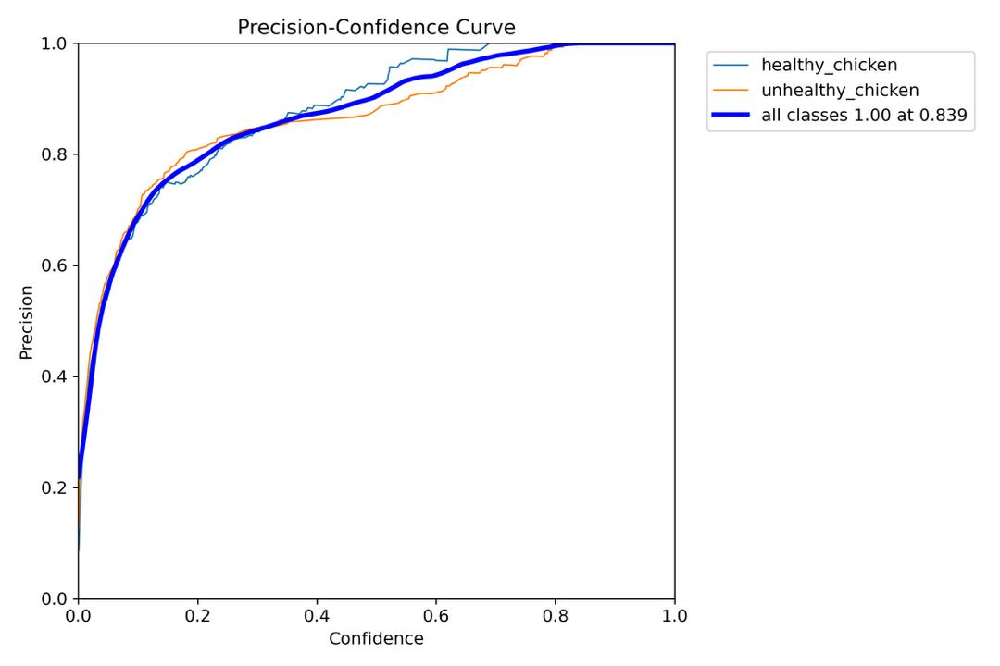 Precision-Confidence Curve
healthy_chicken
unhealthy_chicken
all classes 1.00 at 0.839
Precision
1.0
0.8
0.6
0.4
0.2
0.0
0.0 0.2 0.4 0.6 0.8 1.0
Confidence